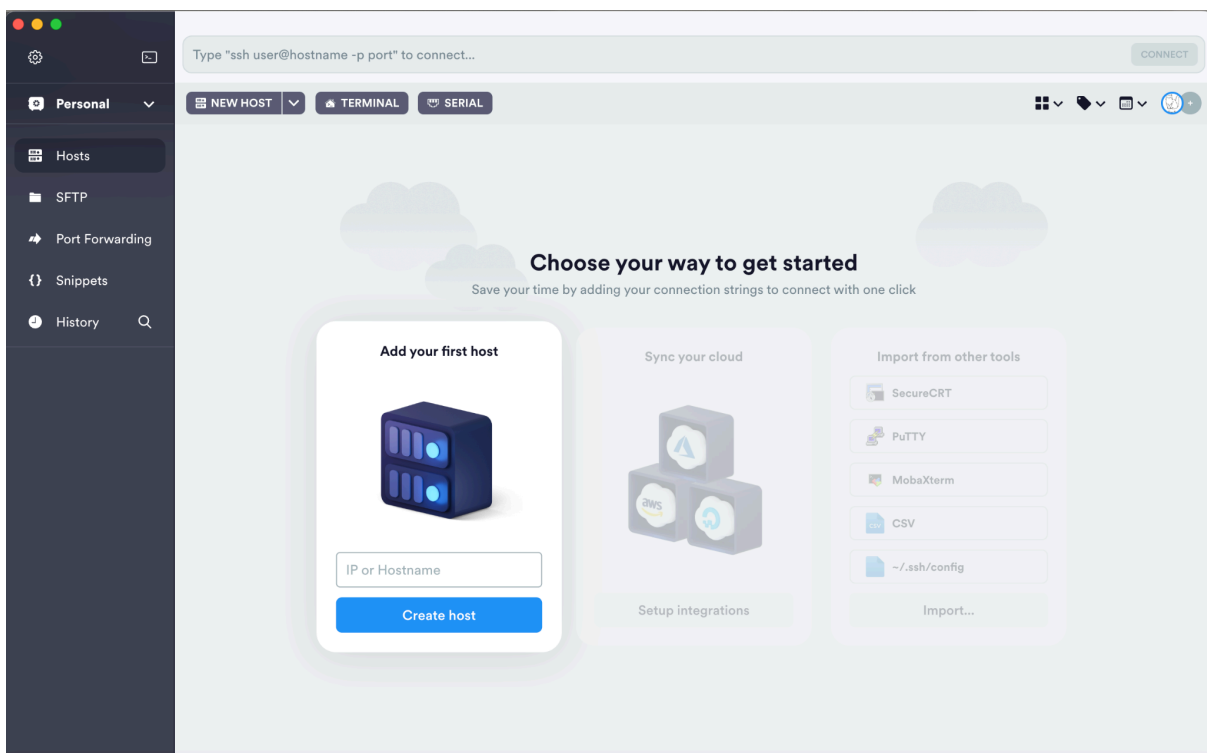 Type "ssh user@hostname -p port" to connect...
CONNECT
Personal
NEW HOST
TERMINAL
SERIAL
Hosts
SFTP
Port Forwarding
{} Snippets
History
Choose your way to get started
Save your time by adding your connection strings to connect with one click
Add your first host
IP or Hostname
Create host
Sync your cloud
aws
Setup integrations
Import from other tools
SecureCRT
PuTTY
MobaXterm
CSV
~/.ssh/config
Import...